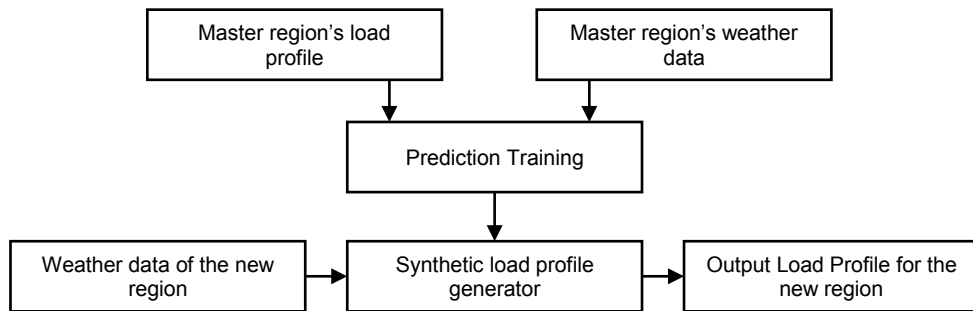 Master region's load
profile
Master region's weather
data
Prediction Training
Weather data of the new
region
Synthetic load profile
generator
Output Load Profile for the
new region